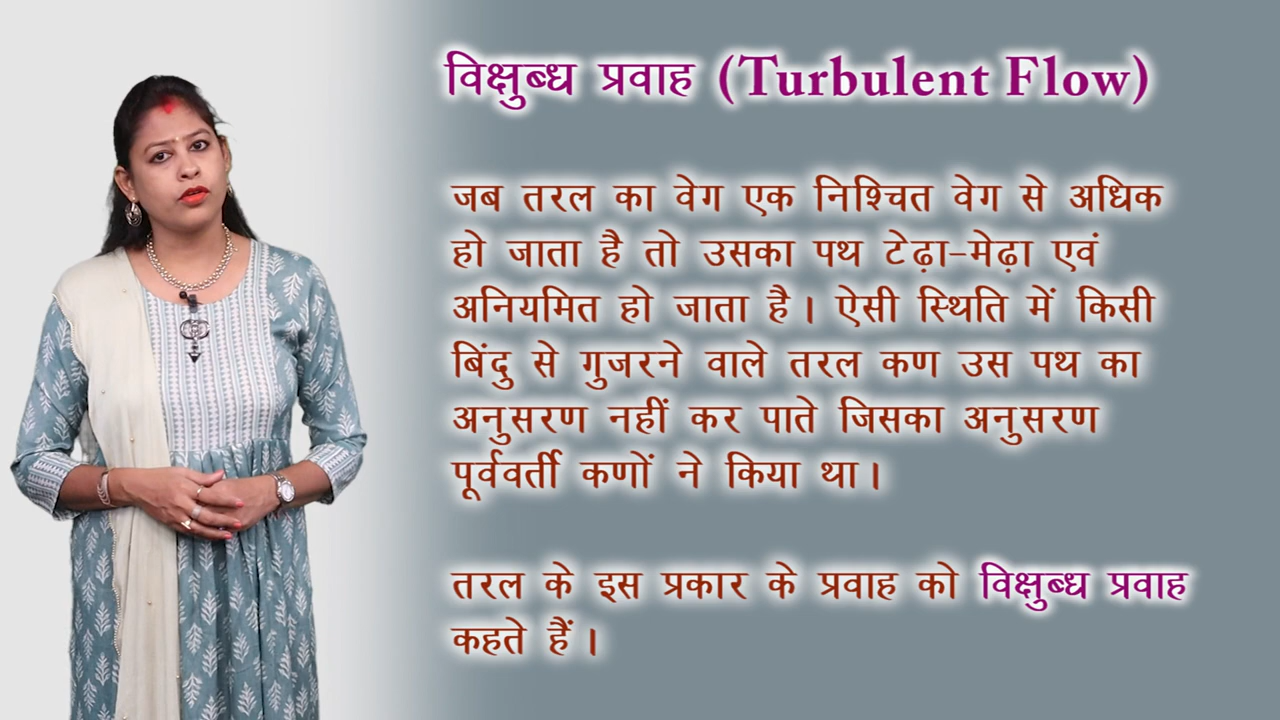 विक्षुब्ध प्रवाह (Turbulent Flow)
जब तरल का वेग एक निश्चित वेग से अधिक
हो जाता है तो उसका पथ टेढ़ा-मेढ़ा एवं
अनियमित हो जाता है। ऐसी स्थिति में किसी
बिंदु से गुजरने वाले तरल कण उस पथ का
अनुसरण नहीं कर पाते जिसका अनुसरण
पूर्ववर्ती कणों ने किया था।
तरल के इस प्रकार के प्रवाह को विक्षुब्ध प्रवाह
कहते हैं।